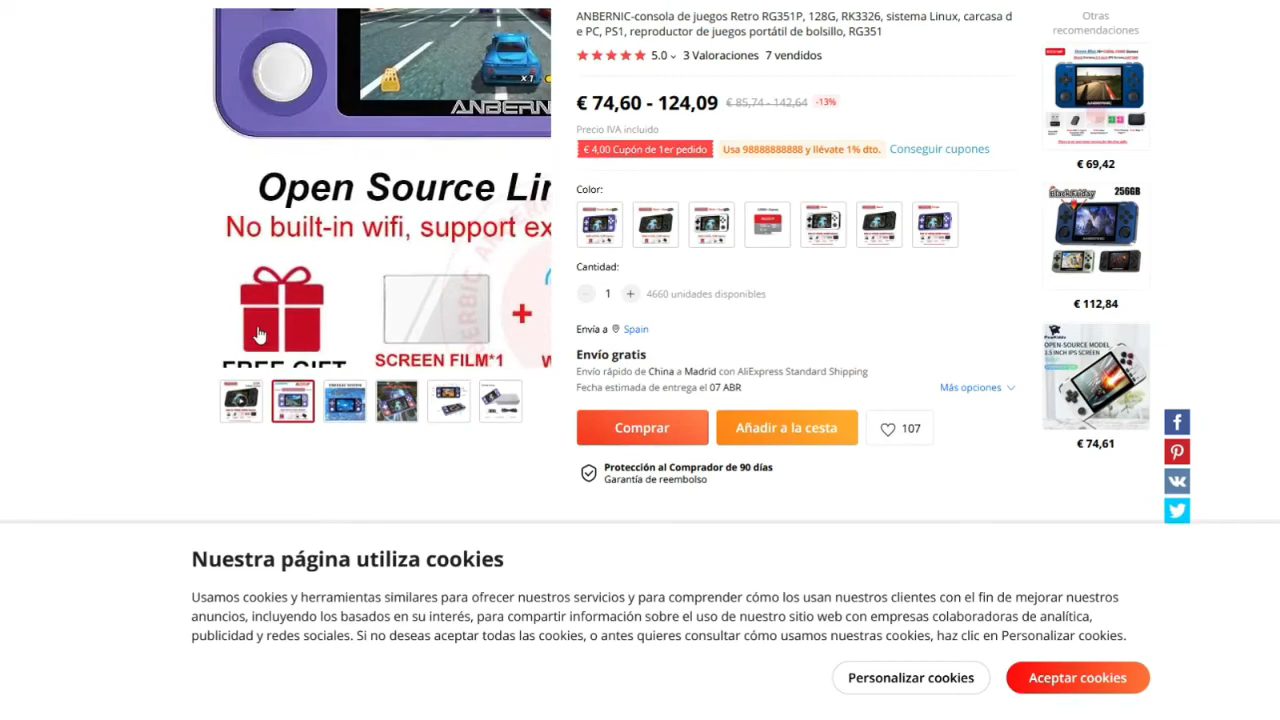 x1
ANBERN
Open Source Li
No built-in wifi, support ex
FREE GIFT
SCREEN FILM*1
+
W
ANBERNIC-consola de juegos Retro RG351P, 128G, RK3326, sistema Linux, carcasa d
e PC, PS1, reproductor de juegos portátil de bolsillo, RG351
5.0 3 Valoraciones 7 vendidos
€ 74,60 - 124,09 € 85,74 - 142,64 -13%
Precio IVA incluido
€ 4,00 Cupón de 1er pedido Usa 98888888888 y llévate 1% dto. Conseguir cupones
Color:
Cantidad:
1 + 4660 unidades disponibles
Envía a Spain
Envío gratis
Envío rápido de China a Madrid con AliExpress Standard Shipping
Fecha estimada de entrega el 07 ABR Más opciones
Comprar Añadir a la cesta 107
Protección al Comprador de 90 días
Garantía de reembolso
Otras
recomendaciones
€ 69,42
BlackFriday 256GB
€ 112,84
OPEN-SOURCE MODEL
3.5 INCH IPS SCREEN
€ 74,61
Nuestra página utiliza cookies
Usamos cookies y herramientas similares para ofrecer nuestros servicios y para comprender cómo los usan nuestros clientes con el fin de mejorar nuestros
anuncios, incluyendo los basados en su interés, para compartir información sobre el uso de nuestro sitio web con empresas colaboradoras de analítica,
publicidad y redes sociales. Si no deseas aceptar todas las cookies, o antes quieres consultar cómo usamos nuestras cookies, haz clic en Personalizar cookies.
Personalizar cookies Aceptar cookies